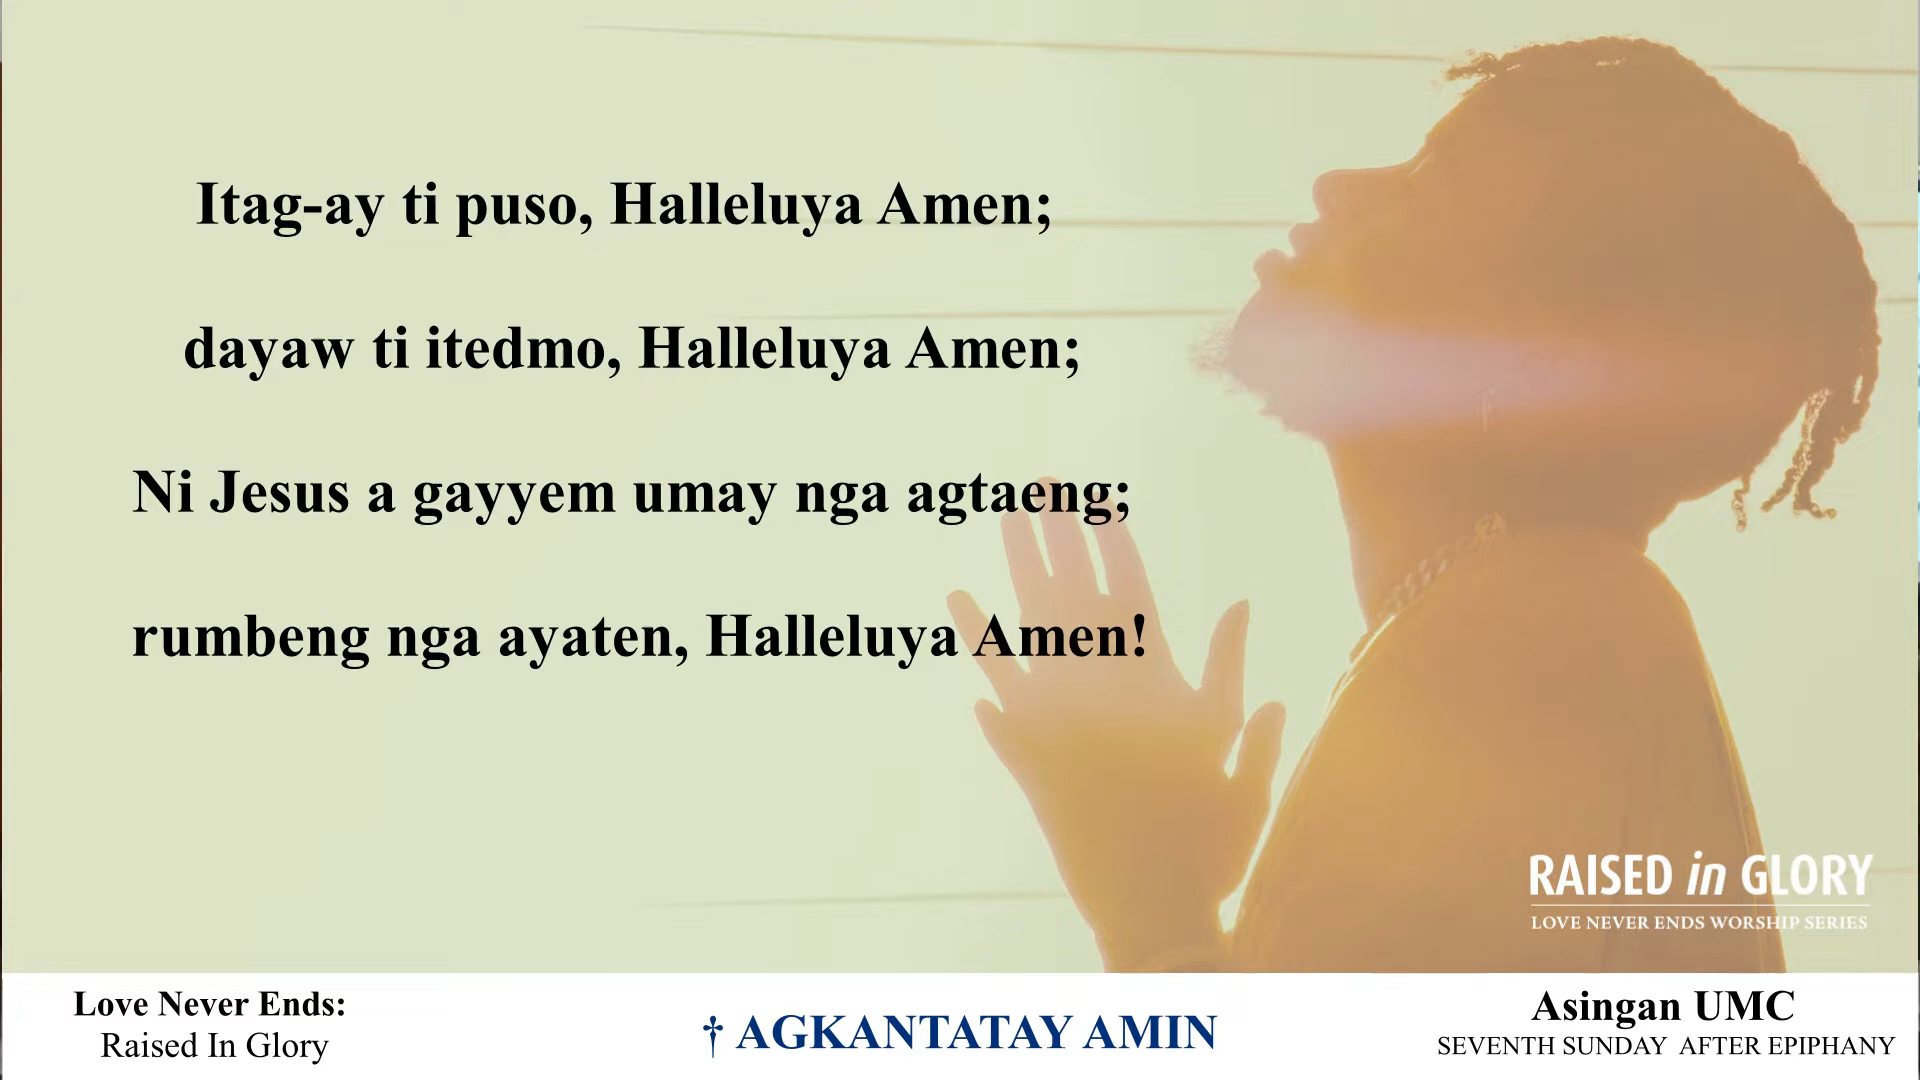 Itag-ay ti puso, Halleluya Amen;
dayaw ti itedmo, Halleluya Amen;
Ni Jesus a gayyem umay nga agtaeng;
rumbeng nga ayaten, Halleluya Amen!
RAISED in GLORY
LOVE NEVER ENDS WORSHIP SERIES
Love Never Ends:
Raised In Glory
† AGKANTATAY AMIN
Asingan UMC
SEVENTH SUNDAY AFTER EPIPHANY